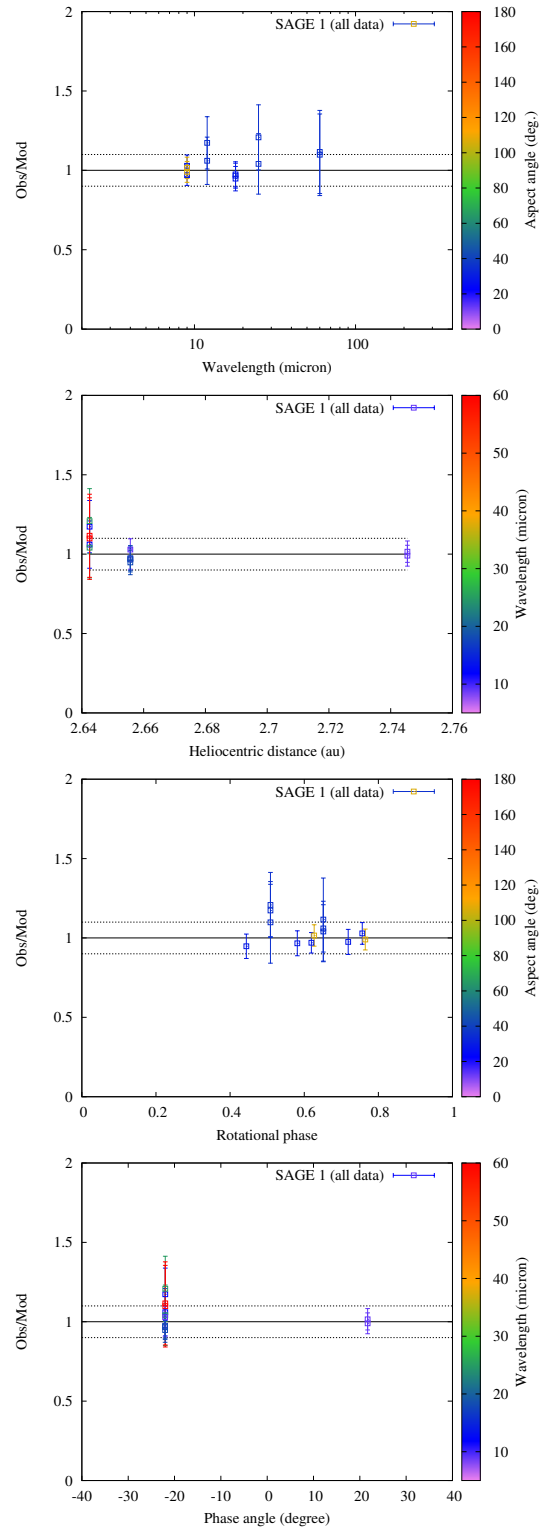 SAGE 1 (all data)
Obs/Mod
2
1.5
1
0.5
0
10 100
Wavelength (micron)
Aspect angle (deg.)
180
160
140
120
100
80
60
40
20
0
SAGE 1 (all data)
Obs/Mod
2
1.5
1
0.5
0
2.64 2.66 2.68 2.7 2.72 2.74 2.76
Heliocentric distance (au)
Wavelength (micron)
60
50
40
30
20
10
SAGE 1 (all data)
Obs/Mod
2
1.5
1
0.5
0
0 0.2 0.4 0.6 0.8 1
Rotational phase
Aspect angle (deg.)
180
160
140
120
100
80
60
40
20
0
SAGE 1 (all data)
Obs/Mod
2
1.5
1
0.5
0
-40 -30 -20 -10 0 10 20 30 40
Phase angle (degree)
Wavelength (micron)
60
50
40
30
20
10